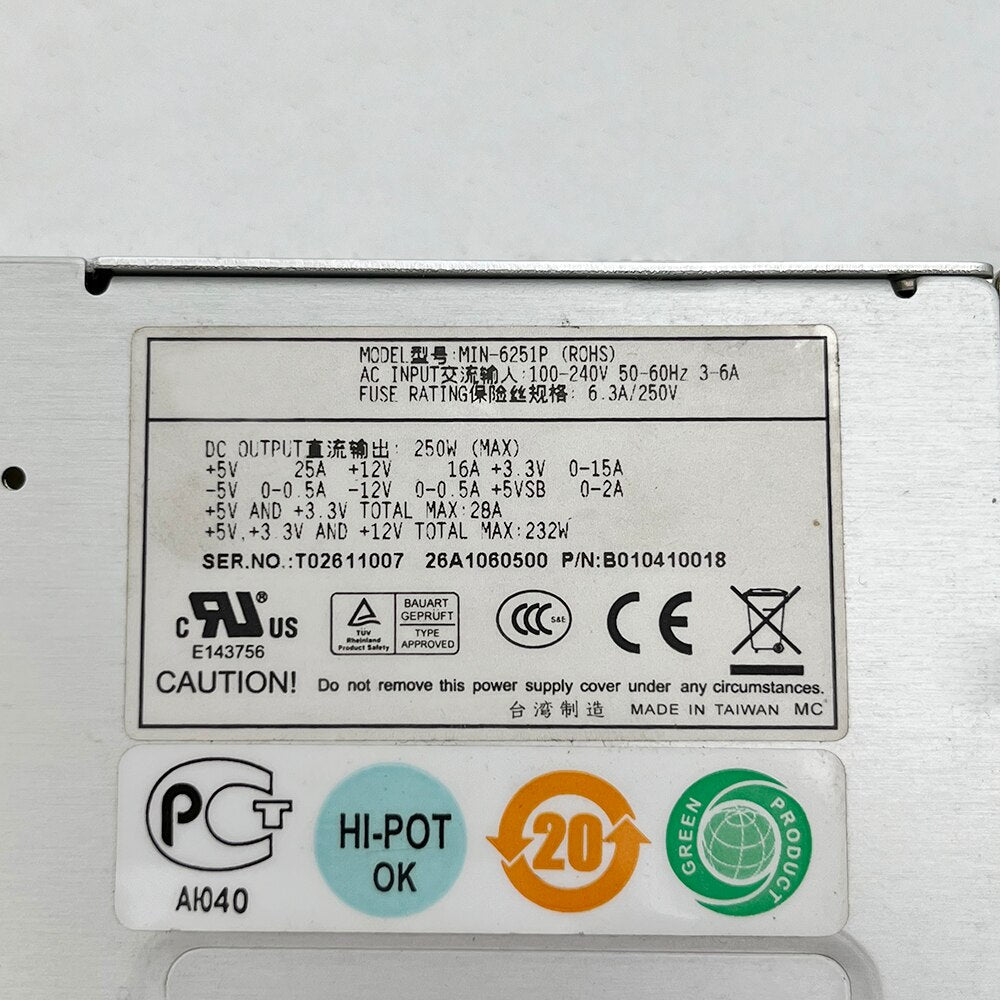 MODEL型号:MIN-6251P (ROHS)
AC INPUT交流输入:100-240V 50-60Hz 3-6A
FUSE RATING保险丝规格: 6.3A/250V
DC OUTPUT直流输出: 250W (MAX)
+5V 25A +12V 16A +3.3V 0-15A
-5V 0-0.5A -12V 0-0.5A +5VSB 0-2A
+5V AND +3.3V TOTAL MAX:28A
+5V,+3.3V AND +12V TOTAL MAX:232W
SER.NO.:T02611007 26A1060500 P/N:B010410018
c RU® US
E143756
TÜV
Rheinland
Product Safety
BAUART
GEPRÜFT
TYPE
APPROVED
CCC S&E
CE
CAUTION! Do not remove this power supply cover under any circumstances.
台湾制造 MADE IN TAIWAN MC
PCT
АЮ40
HI-POT
OK
20
GREEN PRODUCT